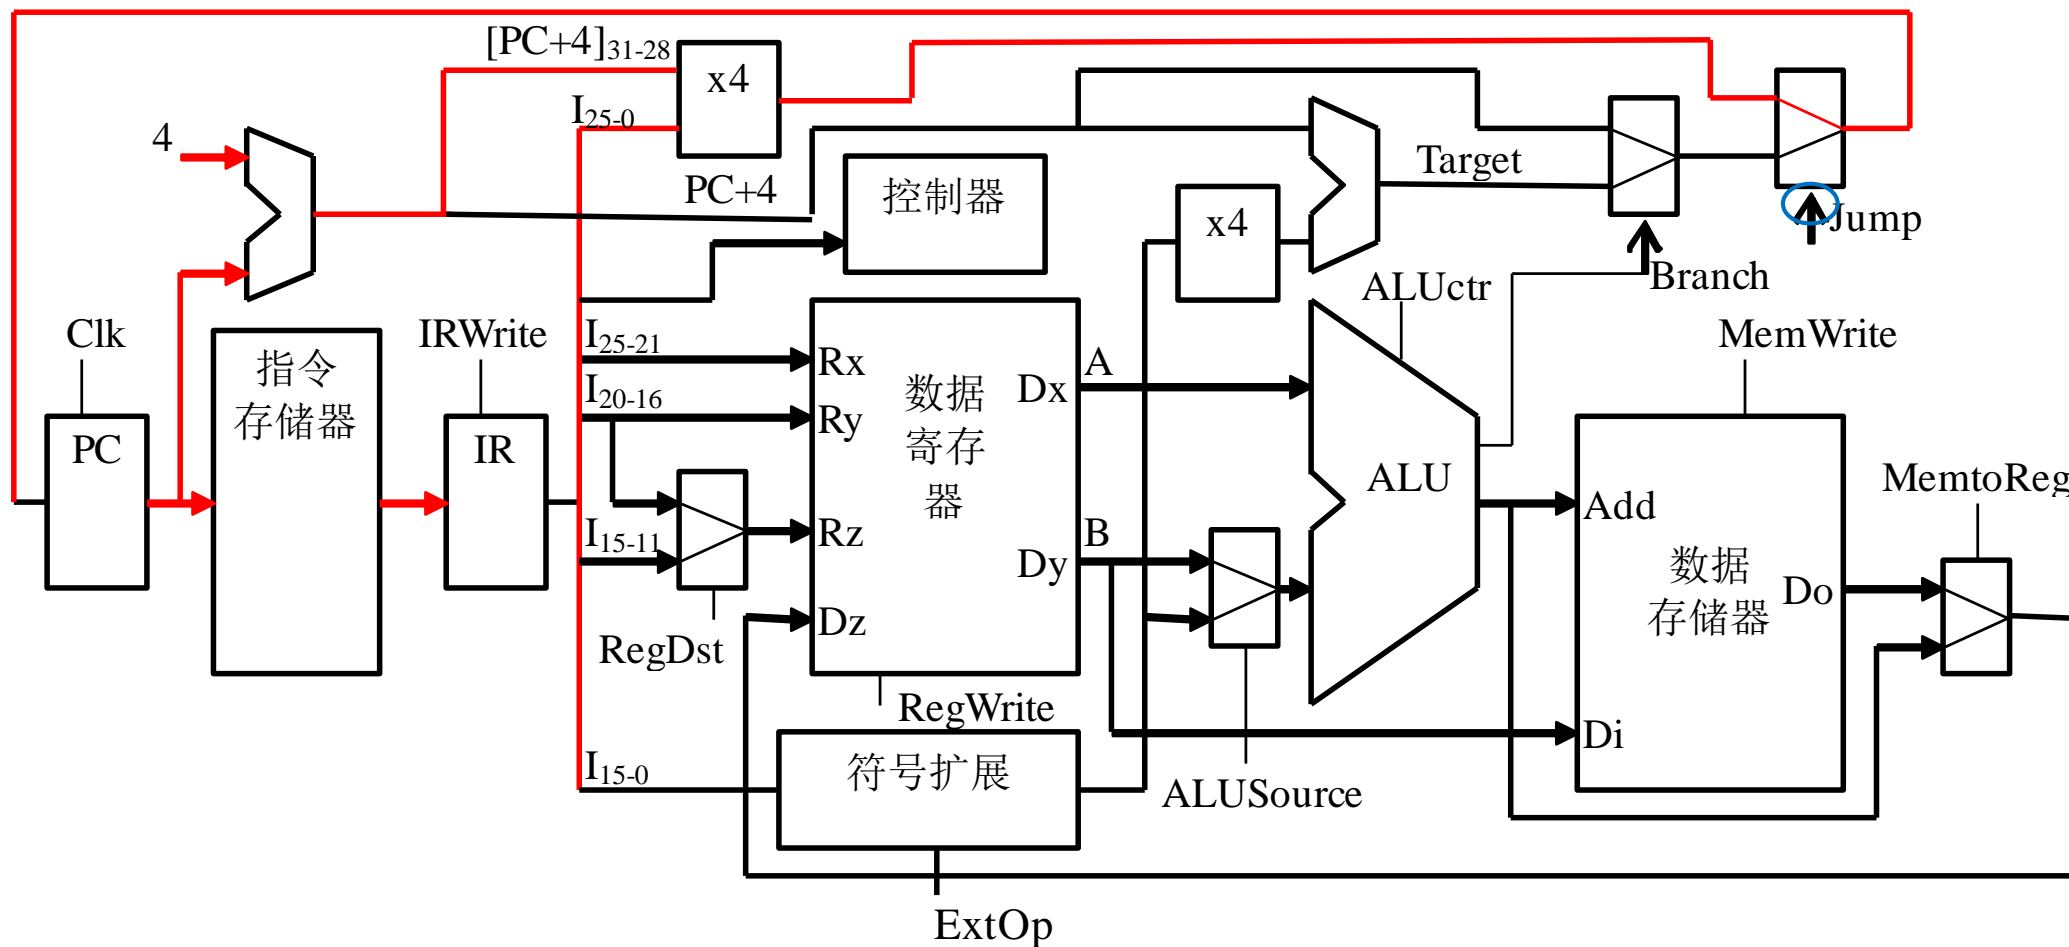 [PC+4]31-28
x4
I25-0
4
PC+4
控制器
Target
x4
Jump
Branch
ALUctr
Clk
IRWrite
MemWrite
指令
存储器
I25-21
Rx
A
Dx
数据
寄存
器
I20-16
Ry
PC
IR
ALU
MemtoReg
Add
I15-11
Rz
B
Dy
数据
存储器
Do
Dz
RegDst
RegWrite
Di
I15-0
符号扩展
ALUSource
ExtOp